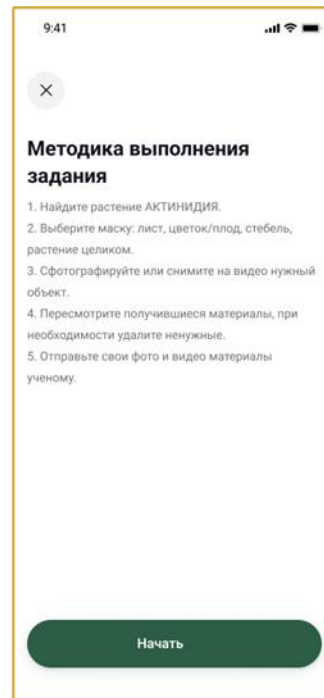 9:41
Методика выполнения
задания
1. Найдите растение АКТИНИДИЯ.
2. Выберите маску: лист, цветок/плод, стебель,
растение целиком.
3. Сфотографируйте или снимите на видео нужный
объект.
4. Пересмотрите получившиеся материалы, при
необходимости удалите ненужные.
5. Отправьте свои фото и видео материалы
ученому.
Начать